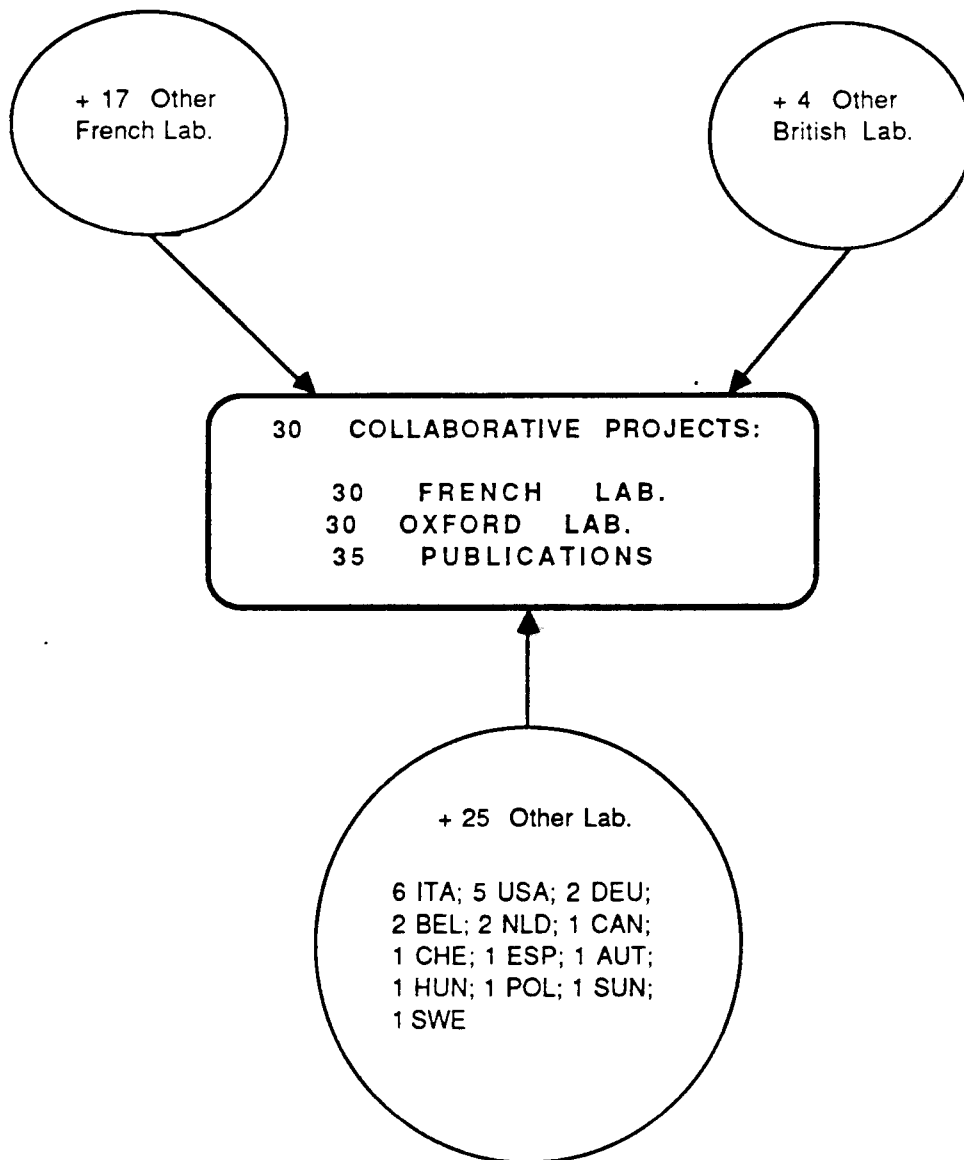 + 17 Other
French Lab.
+ 4 Other
British Lab.
30 COLLABORATIVE PROJECTS:
30 FRENCH LAB.
30 OXFORD LAB.
35 PUBLICATIONS
+ 25 Other Lab.
6 ITA; 5 USA; 2 DEU;
2 BEL; 2 NLD; 1 CAN;
1 CHE; 1 ESP; 1 AUT;
1 HUN; 1 POL; 1 SUN;
1 SWE